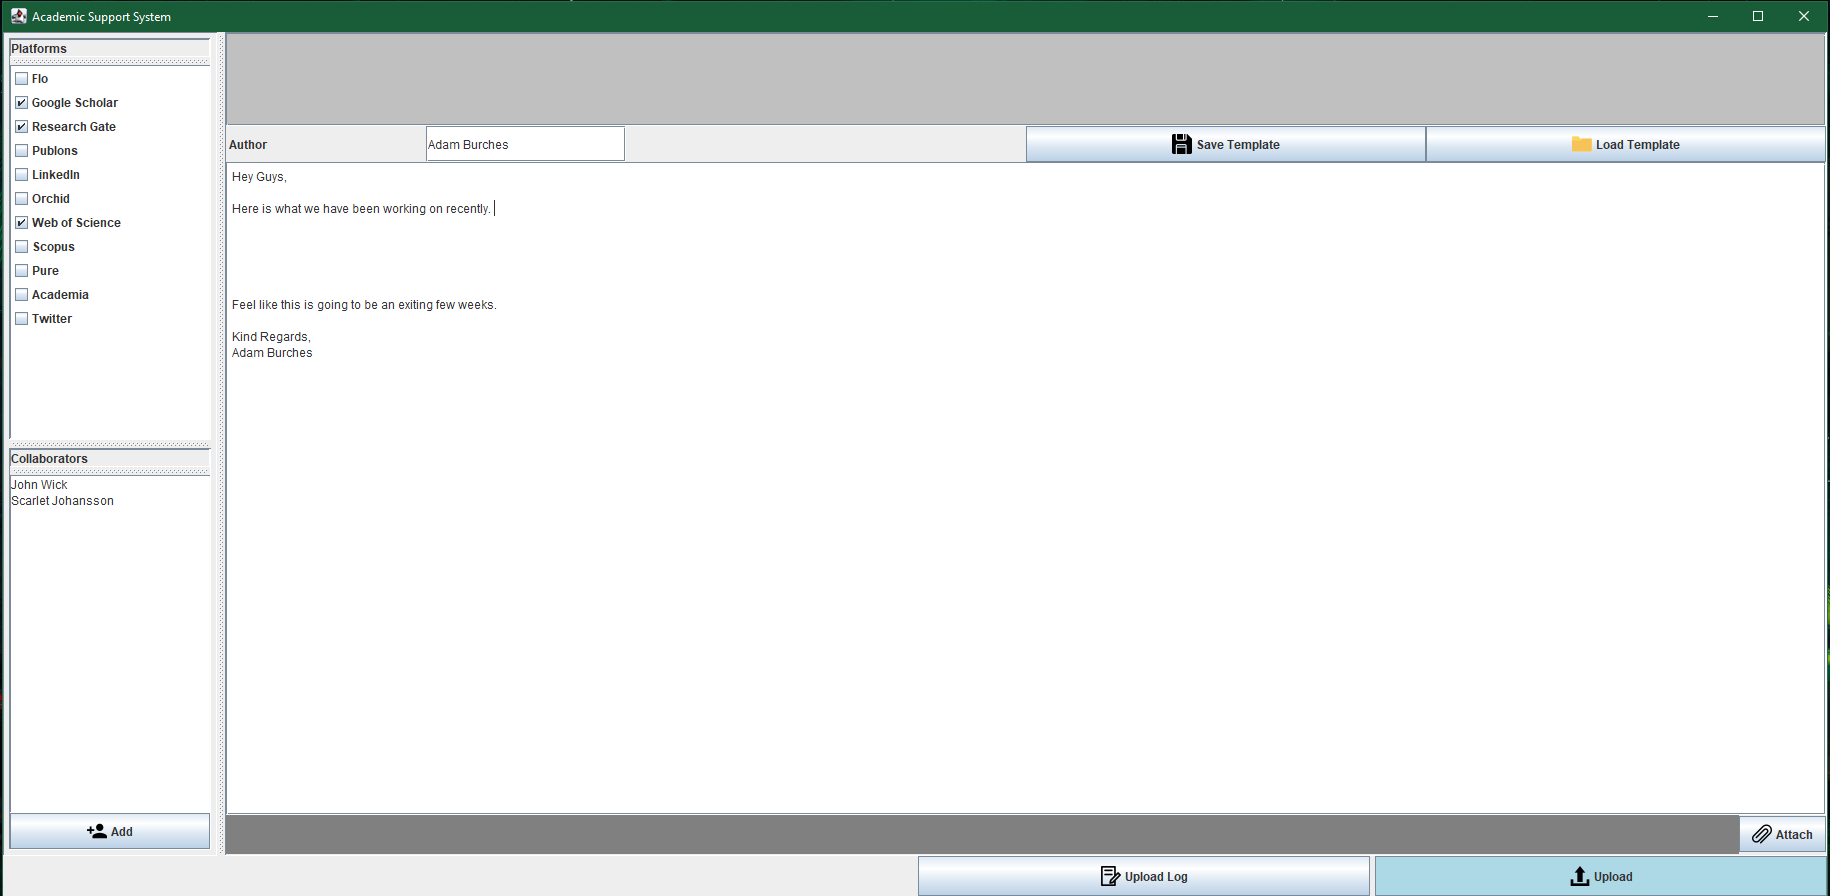 Academic Support System
Platforms
Flo
Google Scholar
Research Gate
Publons
LinkedIn
Orchid
Web of Science
Scopus
Pure
Academia
Twitter
Collaborators
John Wick
Scarlet Johansson
Add
Author
Adam Burches
Save Template
Load Template
Hey Guys,
Here is what we have been working on recently.
Feel like this is going to be an exiting few weeks.
Kind Regards,
Adam Burches
Attach
Upload Log
Upload